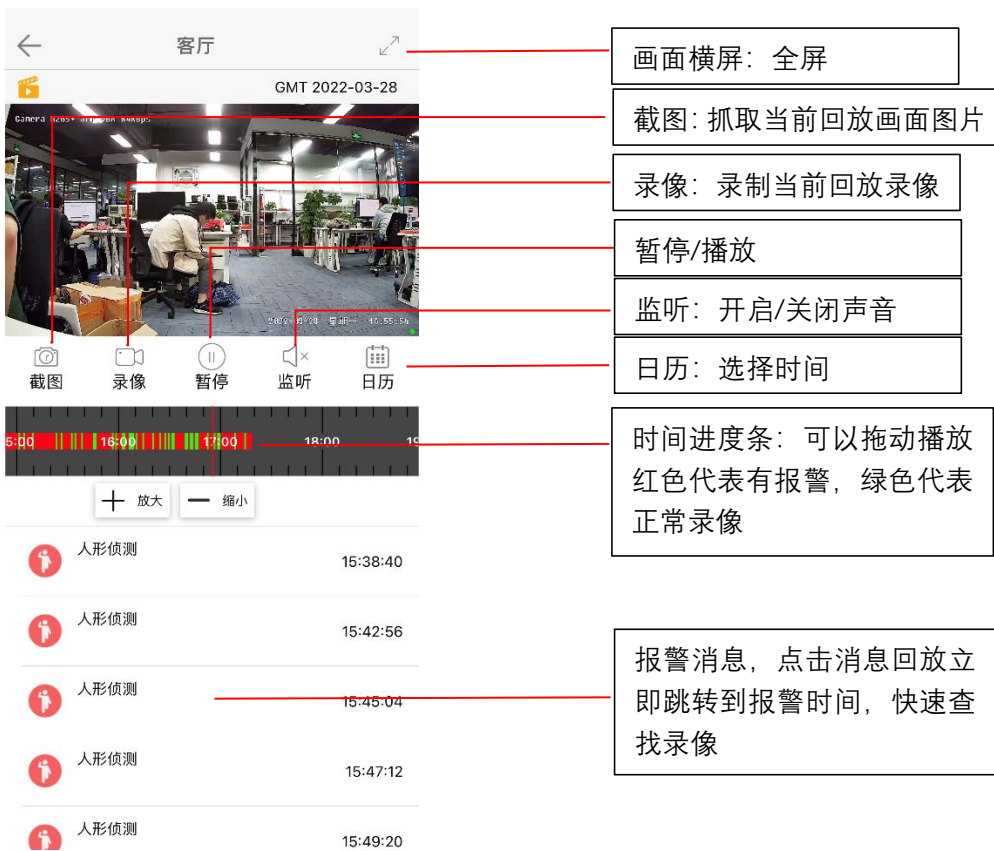 客厅
画面横屏：全屏
GMT 2022-03-28
截图：抓取当前回放画面图片
录像：录制当前回放录像
暂停/播放
监听：开启/关闭声音
日历：选择时间
截图 录像 暂停 监听 日历
5:00 16:00 17:00 18:00 19
时间进度条：可以拖动播放
红色代表有报警，绿色代表
正常录像
放大 缩小
人形侦测
15:38:40
人形侦测
15:42:56
人形侦测
15:45:04
人形侦测
15:47:12
人形侦测
15:49:20
报警消息，点击消息回放立
即跳转到报警时间，快速查
找录像